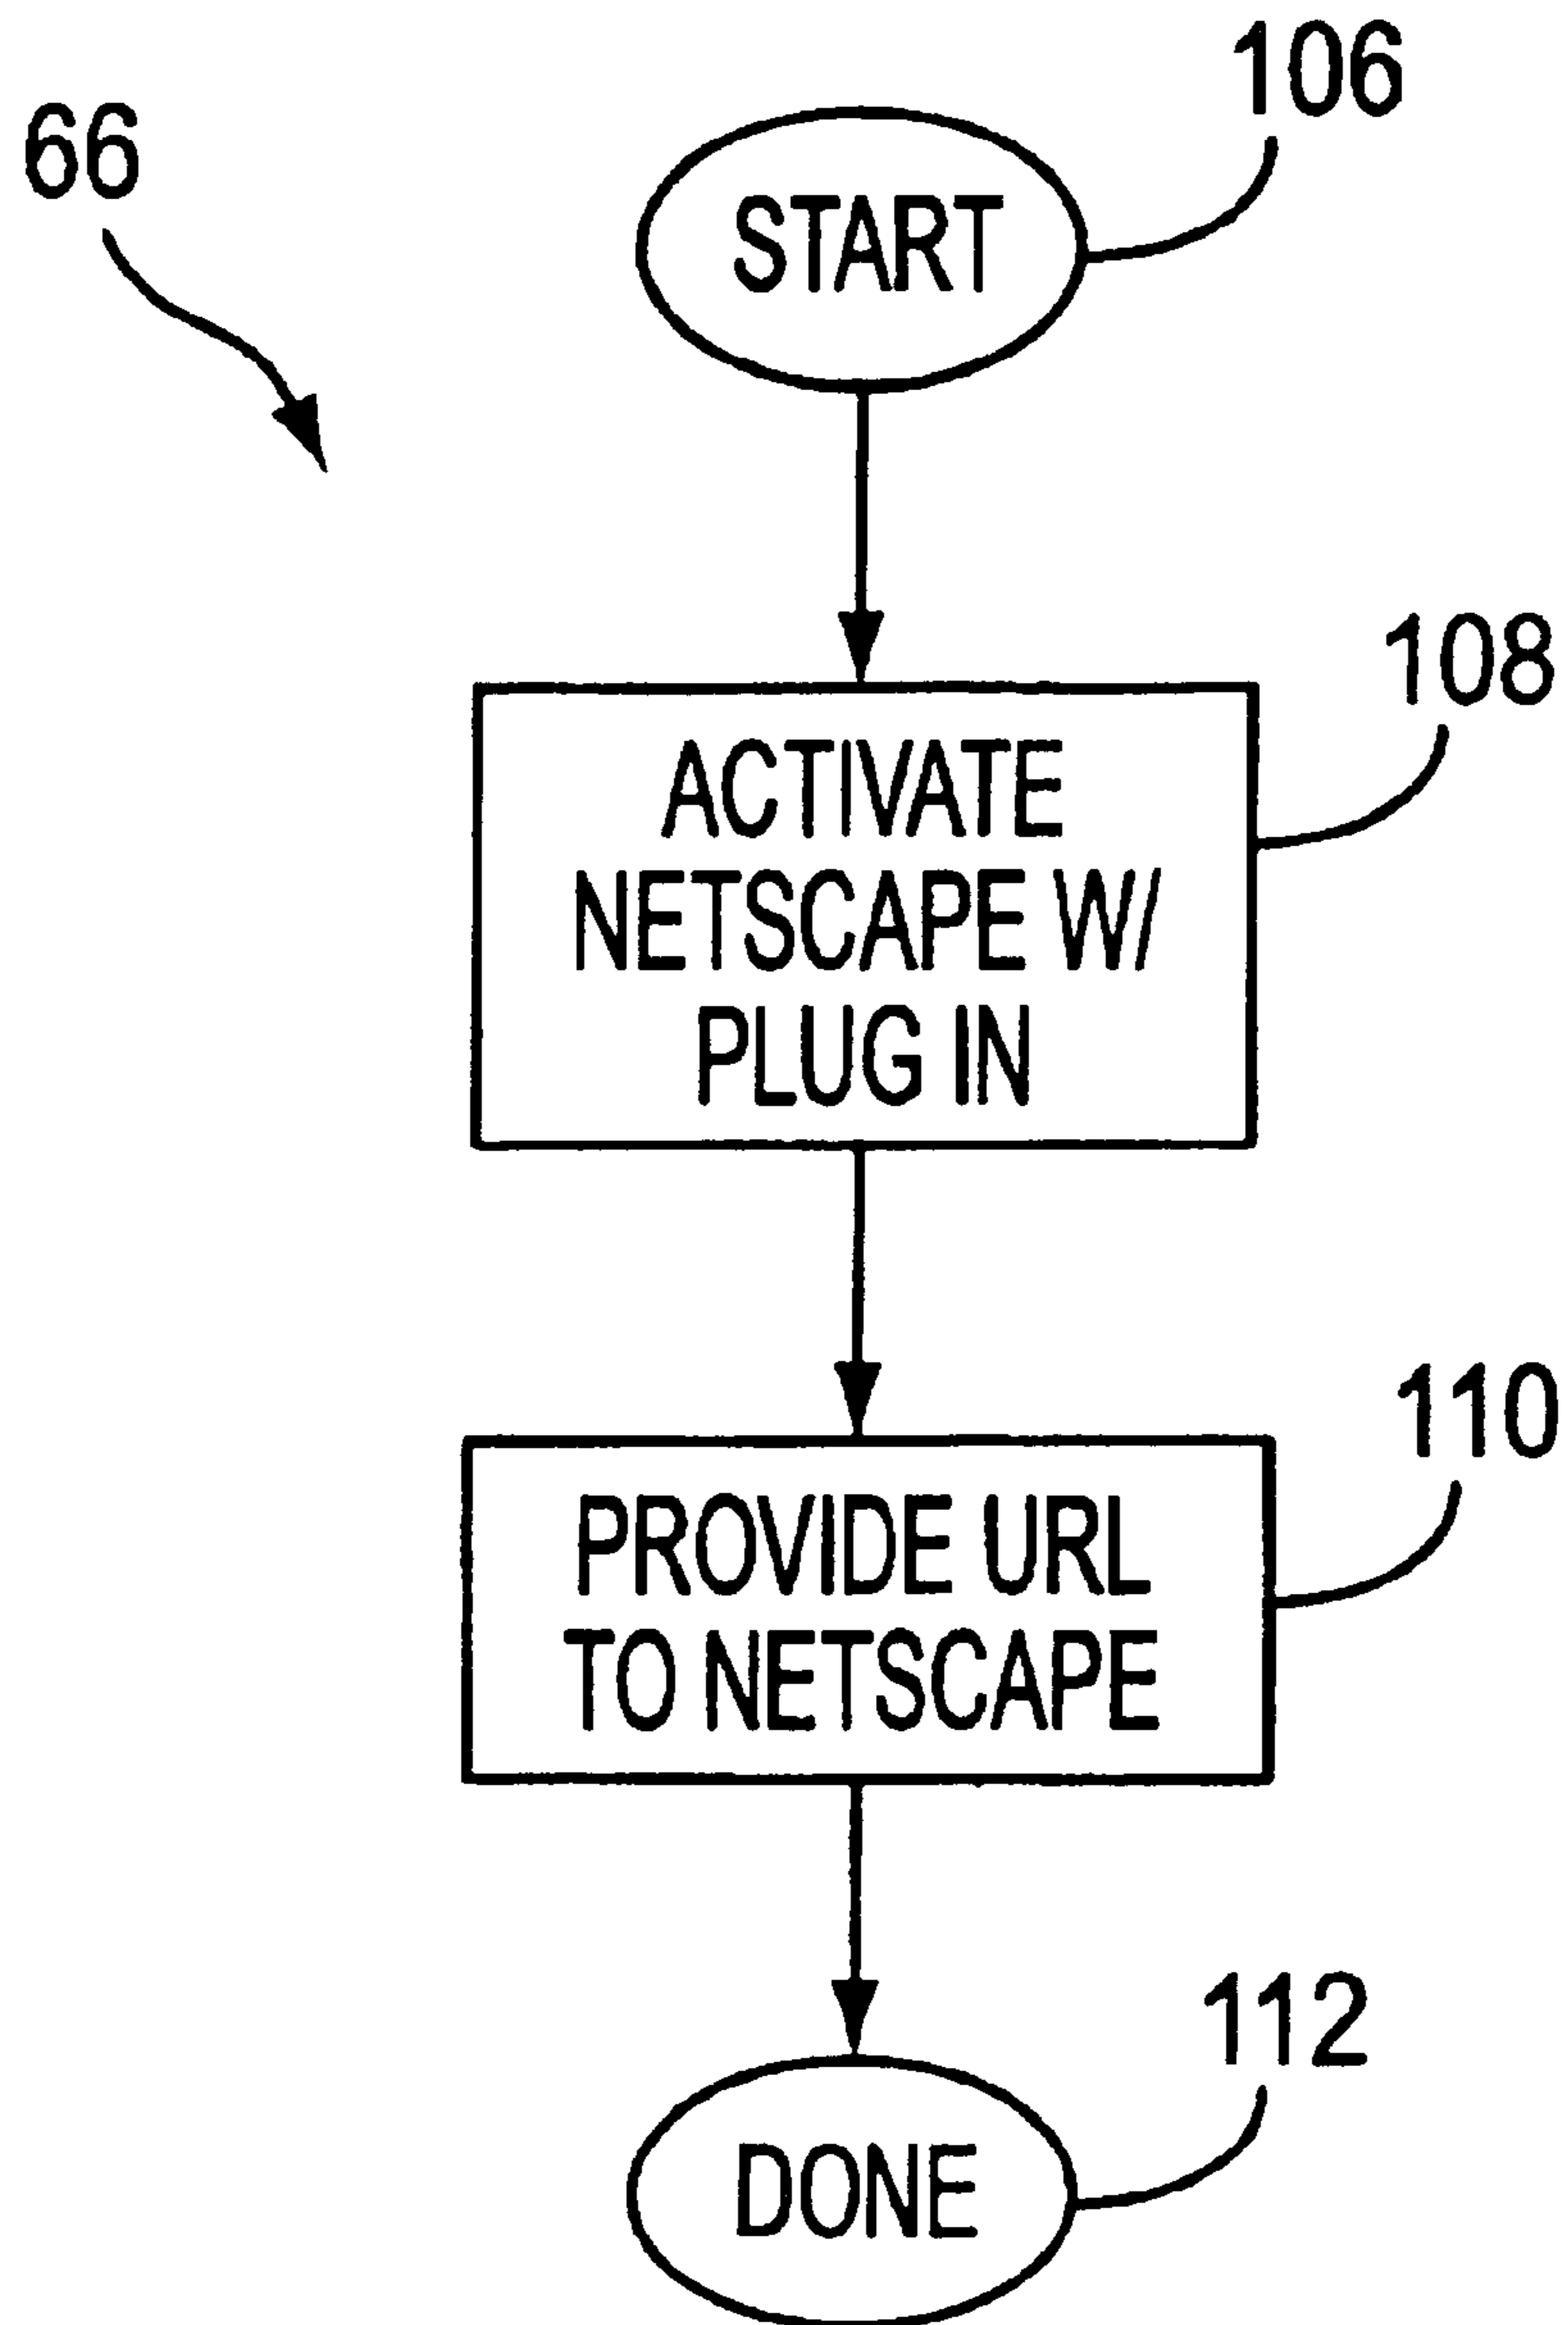 106
66
START
108
ACTIVATE
NETSCAPE W/
PLUG IN
110
PROVIDE URL
TO NETSCAPE
112
DONE